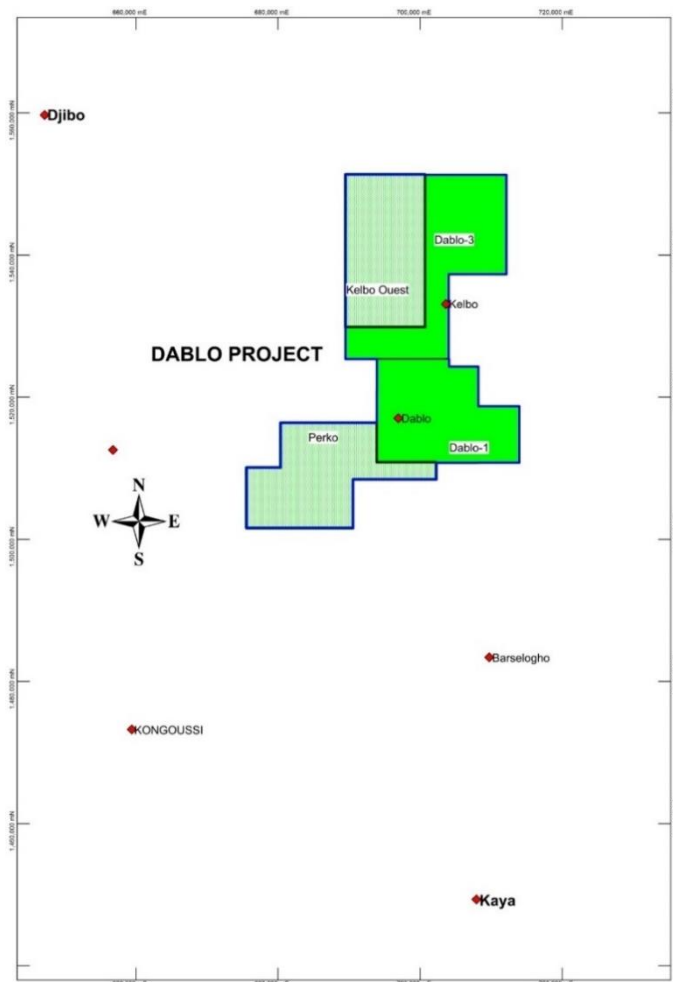 660,000 mE 680,000 mE 700,000 mE 720,000 mE
1,560,000 mN
Djibo
Dablo-3
1,540,000 mN
Kelbo Ouest
Kelbo
DABLO PROJECT
1,520,000 mN
Dablo
Perko
Dablo-1
N
W E
S
1,500,000 mN
Barselogho
1,480,000 mN
KONGOUSSI
1,460,000 mN
Kaya